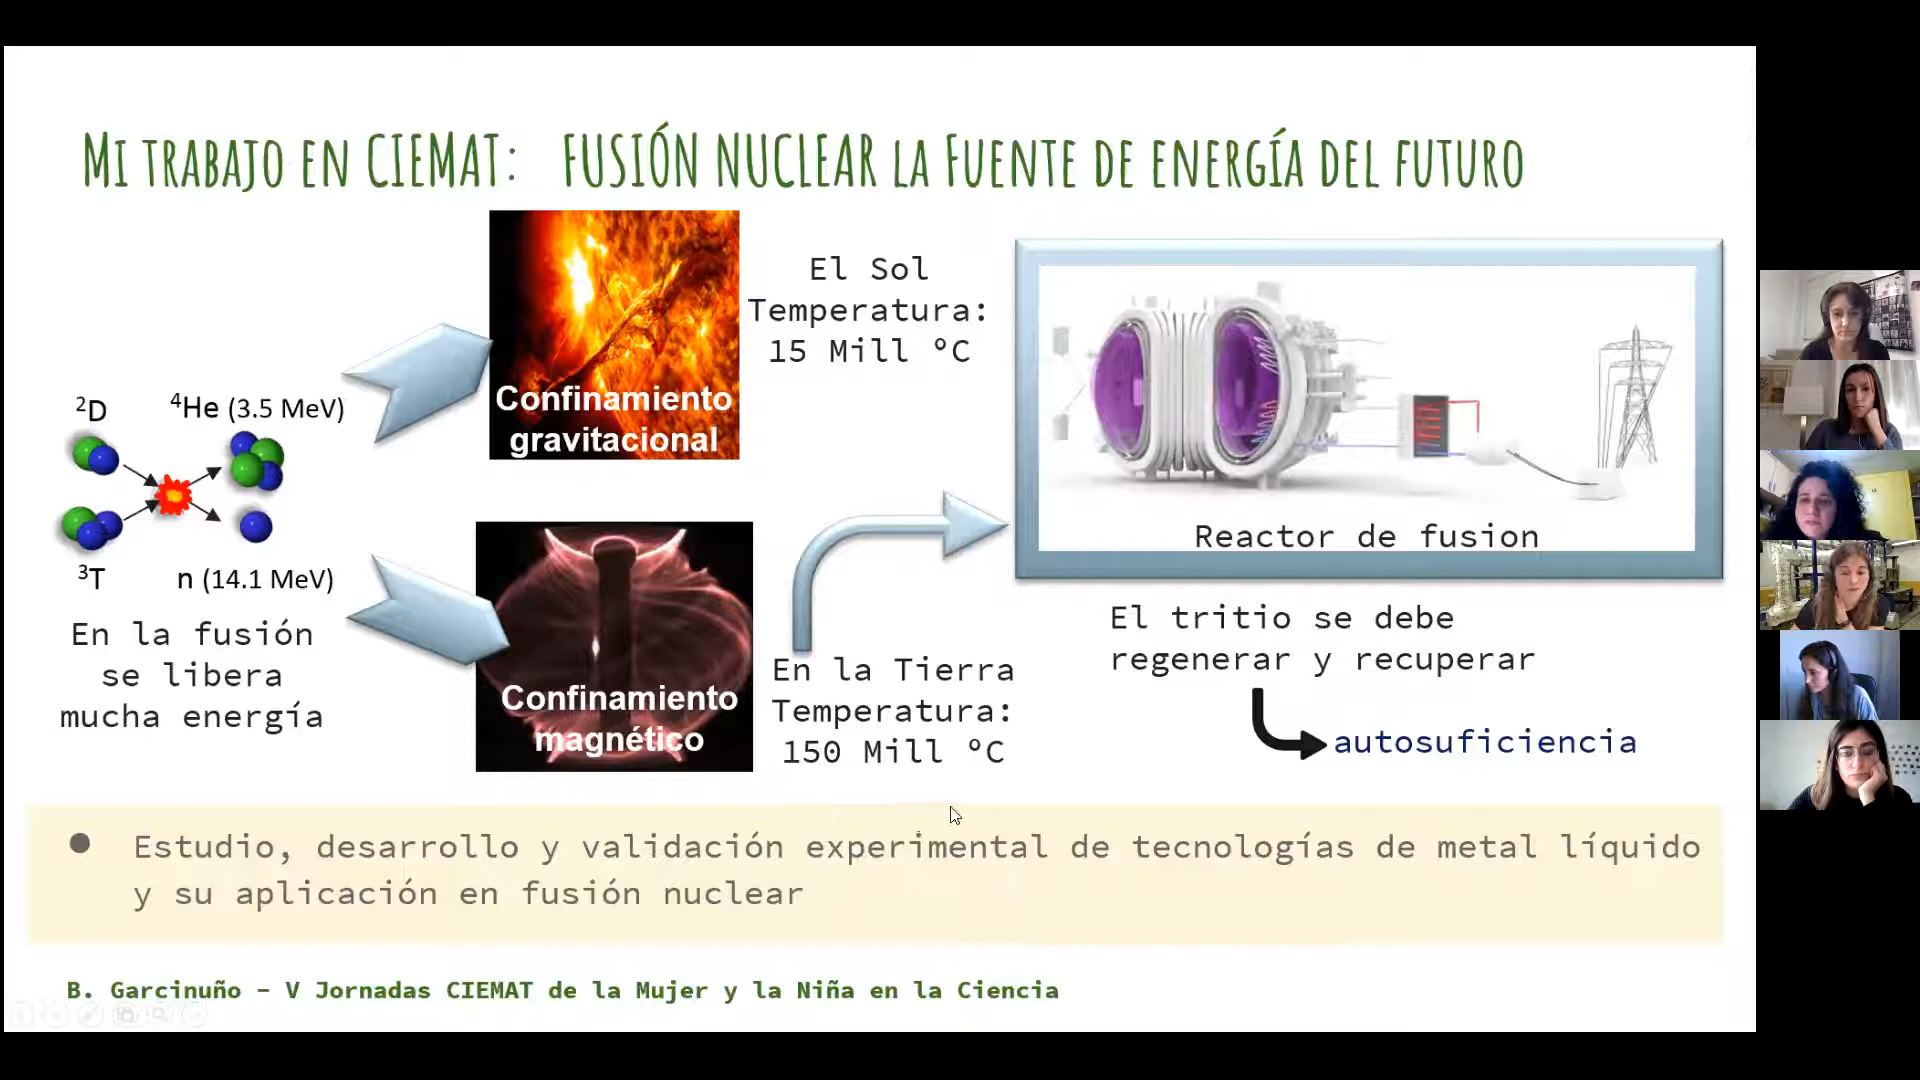 Mi trabajo en CIEMAT: FUSIÓN NUCLEAR la Fuente de energía del futuro
²D
⁴He (3.5 MeV)
³T
n (14.1 MeV)
En la fusión
se libera
mucha energía
Confinamiento
gravitacional
El Sol
Temperatura:
15 Mill ºC
Confinamiento
magnético
En la Tierra
Temperatura:
150 Mill ºC
Reactor de fusion
El tritio se debe
regenerar y recuperar
autosuficiencia
● Estudio, desarrollo y validación experimental de tecnologías de metal líquido
y su aplicación en fusión nuclear
B. Garcinuño – V Jornadas CIEMAT de la Mujer y la Niña en la Ciencia